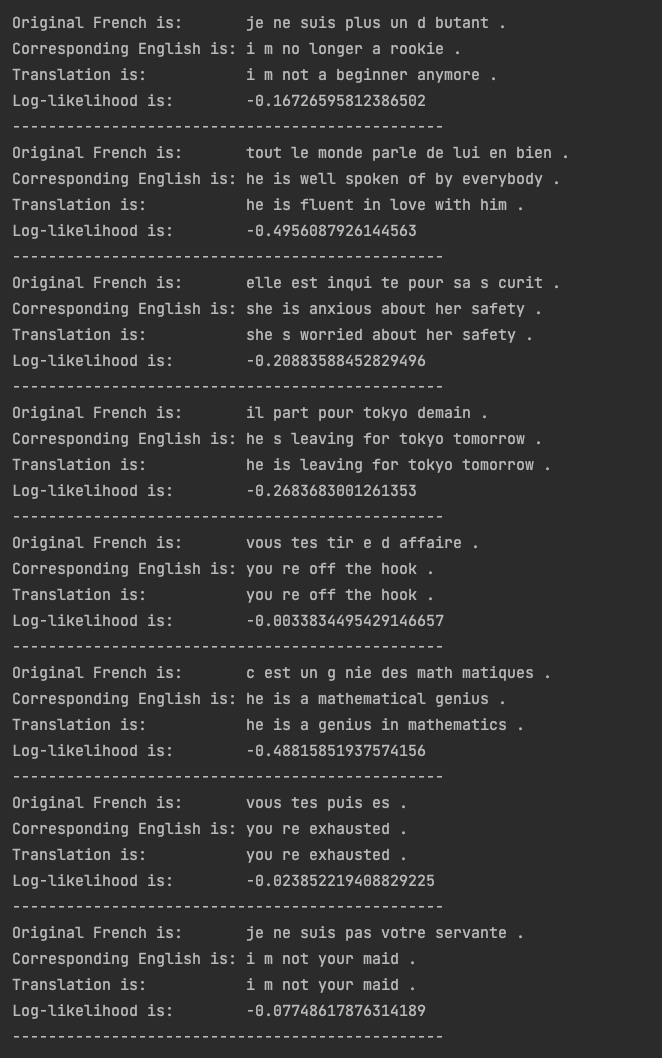 Original French is: je ne suis plus un d butant .
Corresponding English is: i m no longer a rookie .
Translation is: i m not a beginner anymore .
Log-likelihood is: -0.16726595812386502
------------------------------------------------
Original French is: tout le monde parle de lui en bien .
Corresponding English is: he is well spoken of by everybody .
Translation is: he is fluent in love with him .
Log-likelihood is: -0.4956087926144563
------------------------------------------------
Original French is: elle est inqui te pour sa s curit .
Corresponding English is: she is anxious about her safety .
Translation is: she s worried about her safety .
Log-likelihood is: -0.20883588452829496
------------------------------------------------
Original French is: il part pour tokyo demain .
Corresponding English is: he s leaving for tokyo tomorrow .
Translation is: he is leaving for tokyo tomorrow .
Log-likelihood is: -0.2683683001261353
------------------------------------------------
Original French is: vous tes tir e d affaire .
Corresponding English is: you re off the hook .
Translation is: you re off the hook .
Log-likelihood is: -0.0033834495429146657
------------------------------------------------
Original French is: c est un g nie des math matiques .
Corresponding English is: he is a mathematical genius .
Translation is: he is a genius in mathematics .
Log-likelihood is: -0.48815851937574156
------------------------------------------------
Original French is: vous tes puis es .
Corresponding English is: you re exhausted .
Translation is: you re exhausted .
Log-likelihood is: -0.023852219408829225
------------------------------------------------
Original French is: je ne suis pas votre servante .
Corresponding English is: i m not your maid .
Translation is: i m not your maid .
Log-likelihood is: -0.07748617876314189
------------------------------------------------